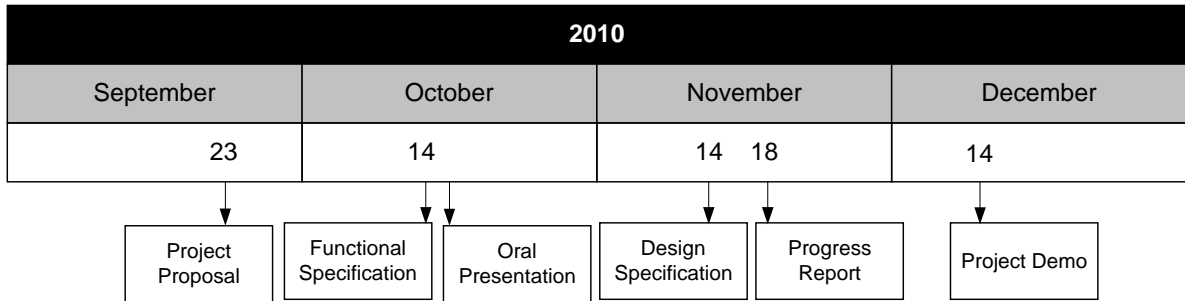 2010
September October November December
23 14 14 18 14
Project
Proposal
Functional
Specification
Oral
Presentation
Design
Specification
Progress
Report
Project Demo